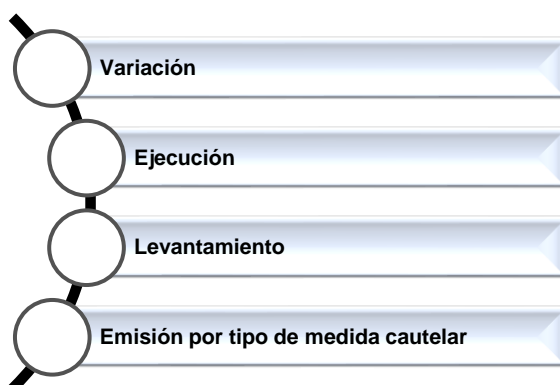 Variación
Ejecución
Levantamiento
Emisión por tipo de medida cautelar